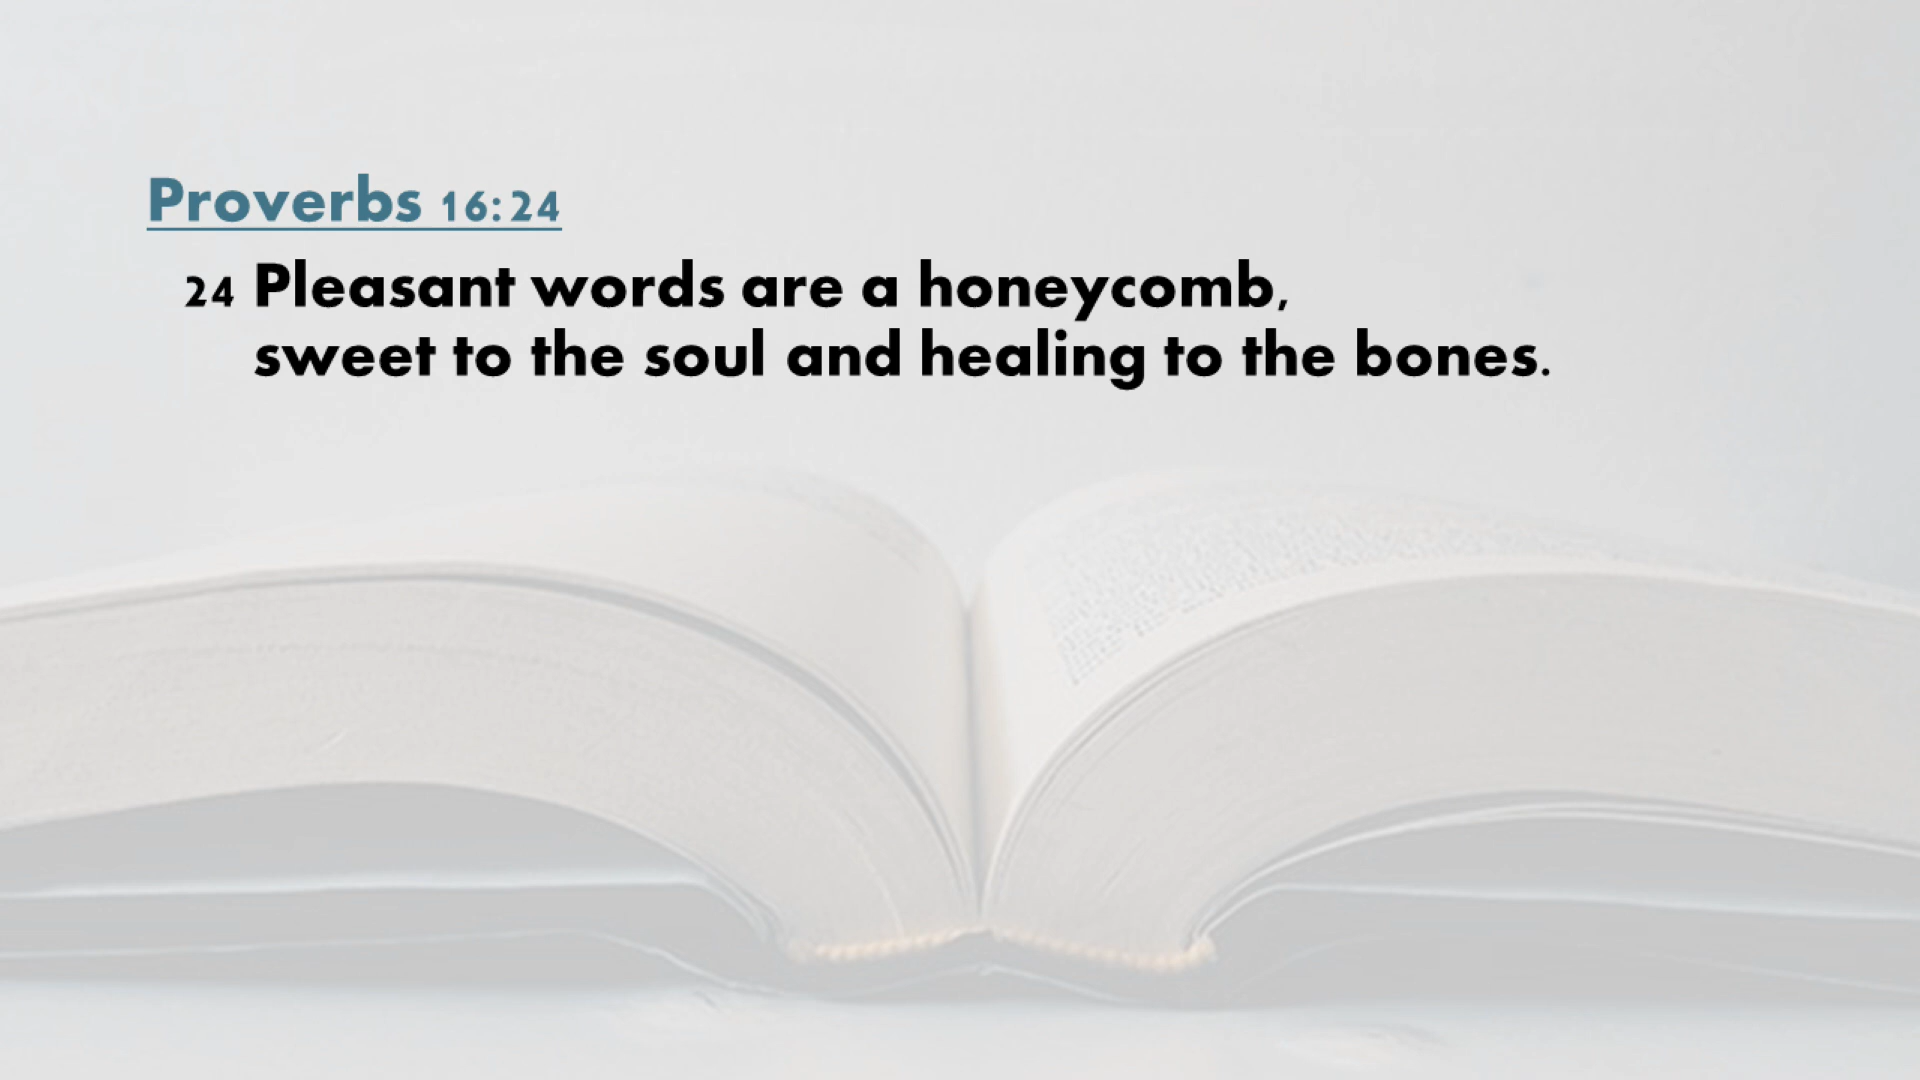 Proverbs 16:24
24 Pleasant words are a honeycomb,
sweet to the soul and healing to the bones.